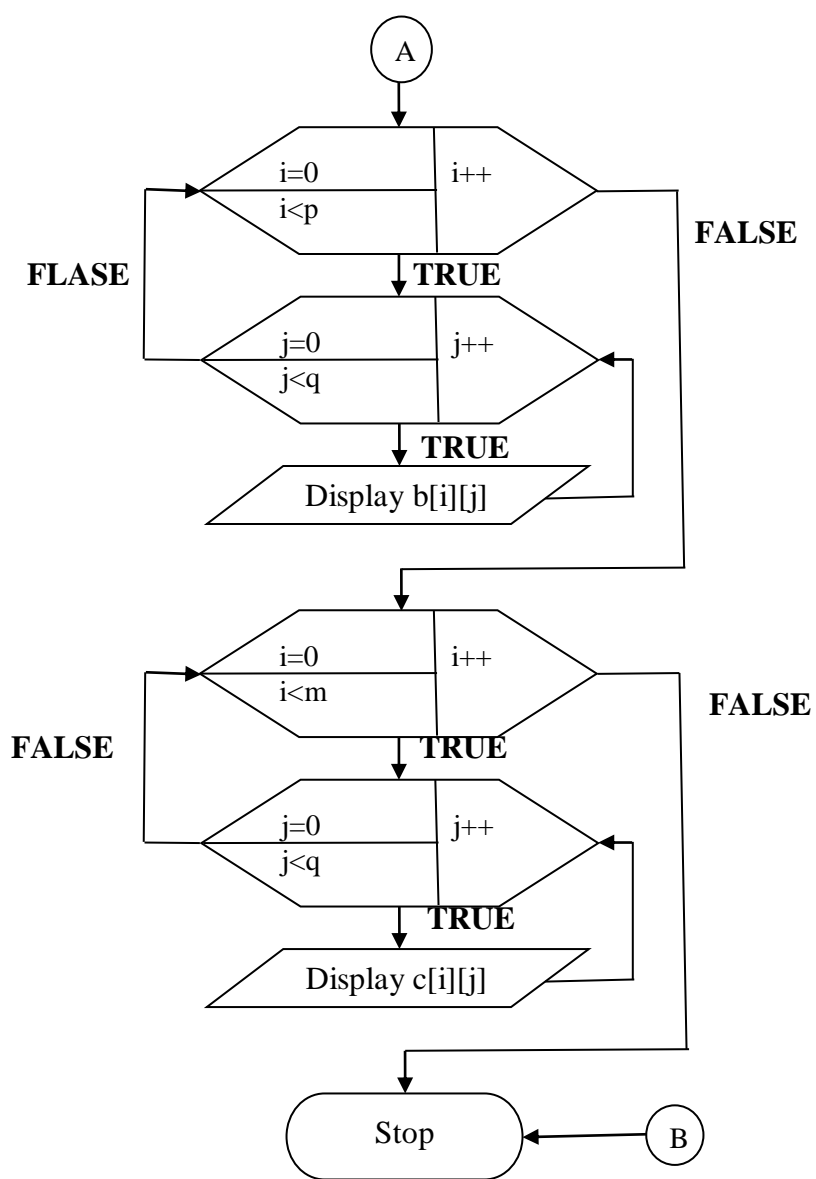 A
i=0
i++
i<p
FALSE
FLASE
TRUE
j=0
j++
j<q
TRUE
Display b[i][j]
i=0
i++
i<m
FALSE
FALSE
TRUE
j=0
j++
j<q
TRUE
Display c[i][j]
Stop
B